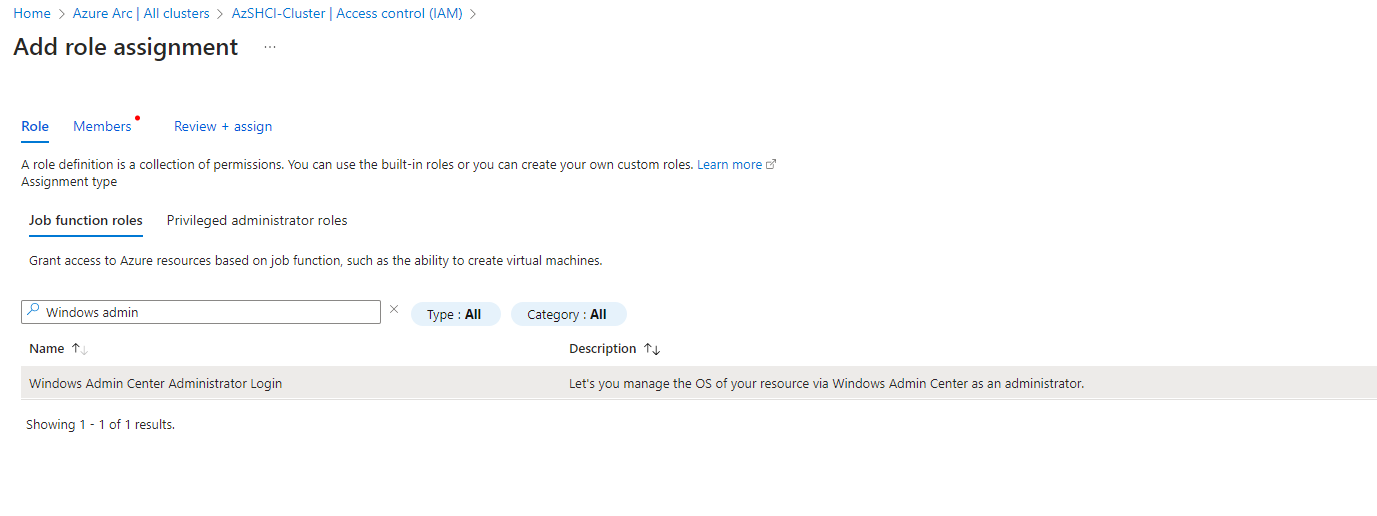 Home > Azure Arc | All clusters > AzSHCI-Cluster | Access control (IAM) >
Add role assignment ...
Role Members Review + assign
A role definition is a collection of permissions. You can use the built-in roles or you can create your own custom roles. Learn more
Assignment type
Job function roles Privileged administrator roles
Grant access to Azure resources based on job function, such as the ability to create virtual machines.
Windows admin Type : All Category : All
Name ↑↓ Description ↑↓
Windows Admin Center Administrator Login Let's you manage the OS of your resource via Windows Admin Center as an administrator.
Showing 1 - 1 of 1 results.